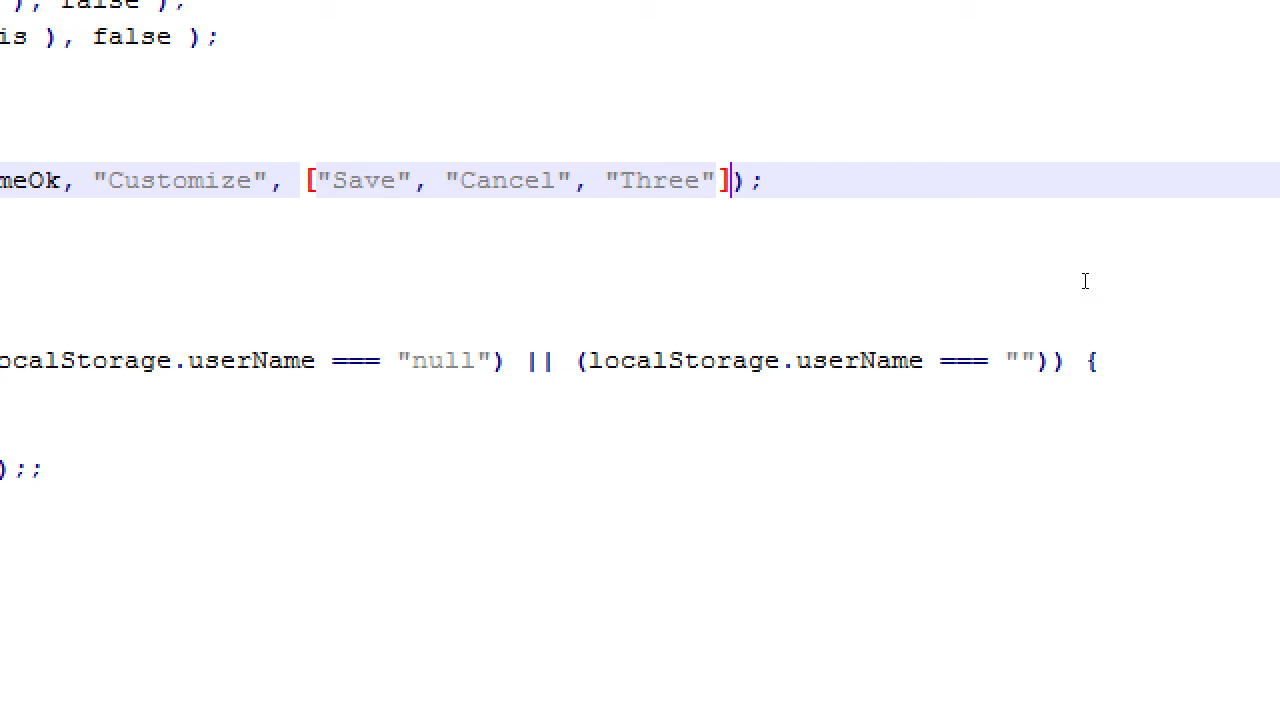 ), false );
is ), false );
meOk, "Customize", ["Save", "Cancel", "Three"]);
ocalStorage.userName === "null") || (localStorage.userName === "")) {
);;